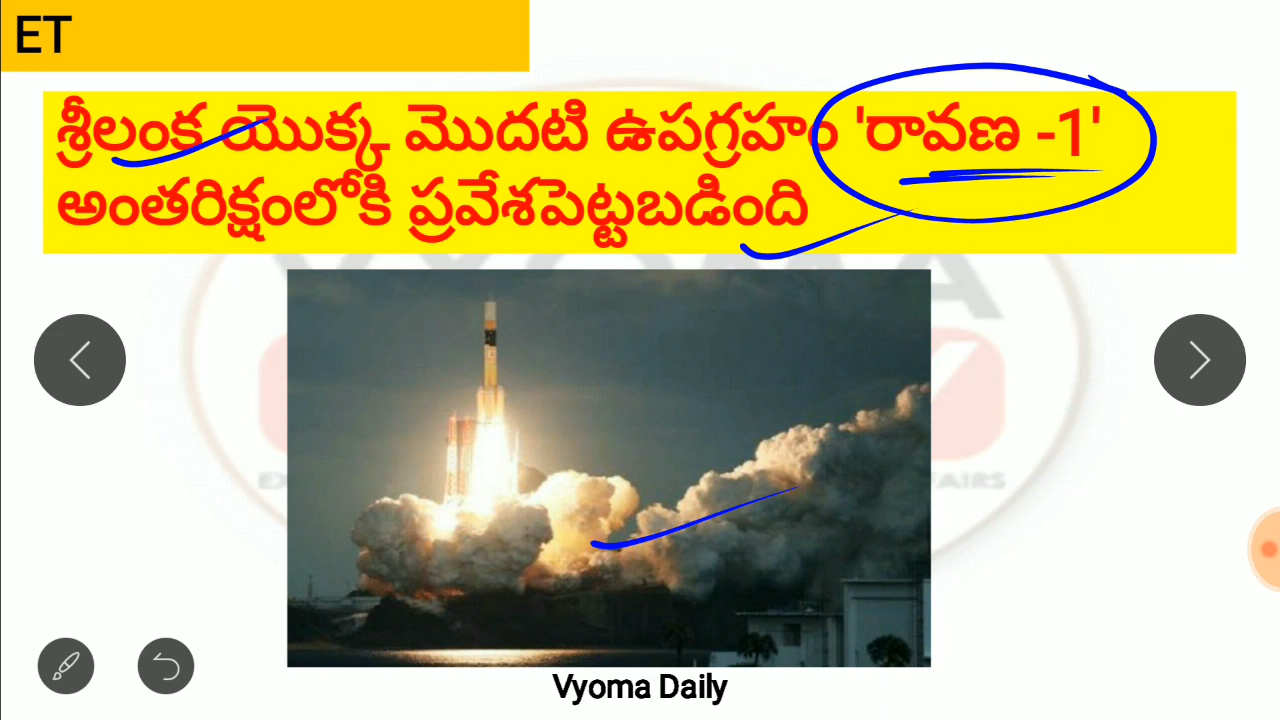 ET
శ్రీలంక యొక్క మొదటి ఉపగ్రహం 'రావణ -1'
అంతరిక్షంలోకి ప్రవేశపెట్టబడింది
Vyoma Daily